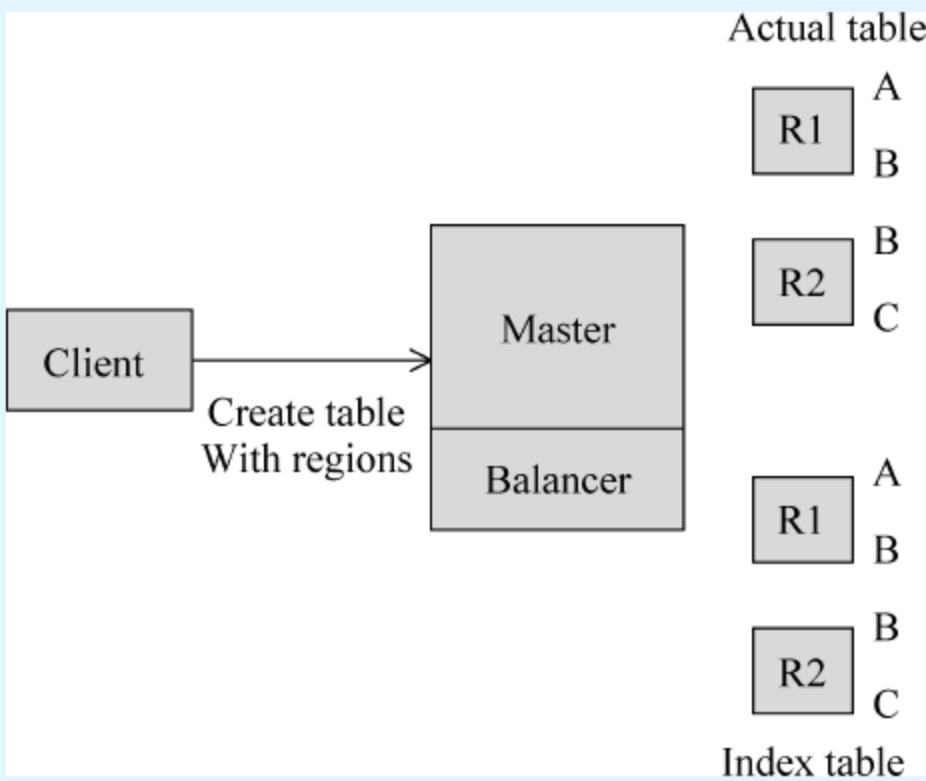 Actual table
R1
A
B
R2
B
C
Client
Create table
With regions
Master
Balancer
R1
A
B
R2
B
C
Index table